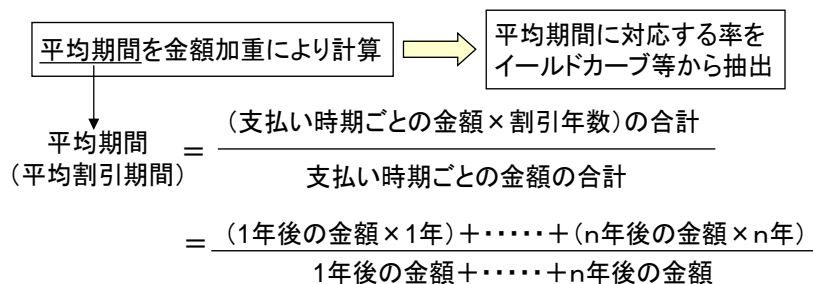 平均期間を金額加重により計算
平均期間に対応する率を
イールドカーブ等から抽出
平均期間
(平均割引期間)
=
(支払い時期ごとの金額×割引年数)の合計
支払い時期ごとの金額の合計
=
(1年後の金額×1年)+・・・・・+(n年後の金額×n年)
1年後の金額+・・・・・+n年後の金額